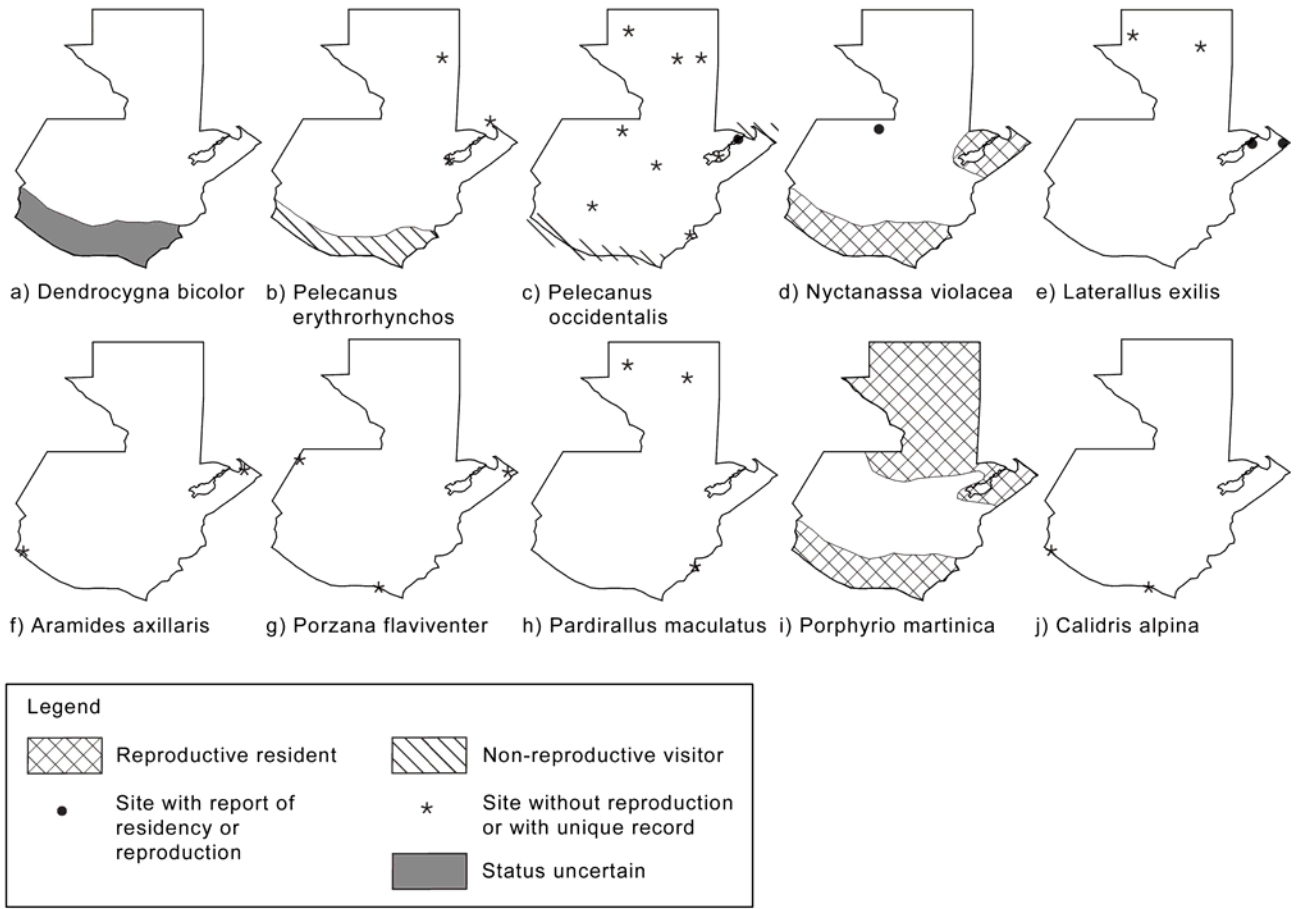 a) Dendrocygna bicolor
b) Pelecanus
erythrorhynchos
c) Pelecanus
occidentalis
d) Nyctanassa violacea
e) Laterallus exilis
f) Aramides axillaris
g) Porzana flaviventer
h) Pardirallus maculatus
i) Porphyrio martinica
j) Calidris alpina
Legend
Reproductive resident
Non-reproductive visitor
Site with report of
residency or
reproduction
Site without reproduction
or with unique record
Status uncertain